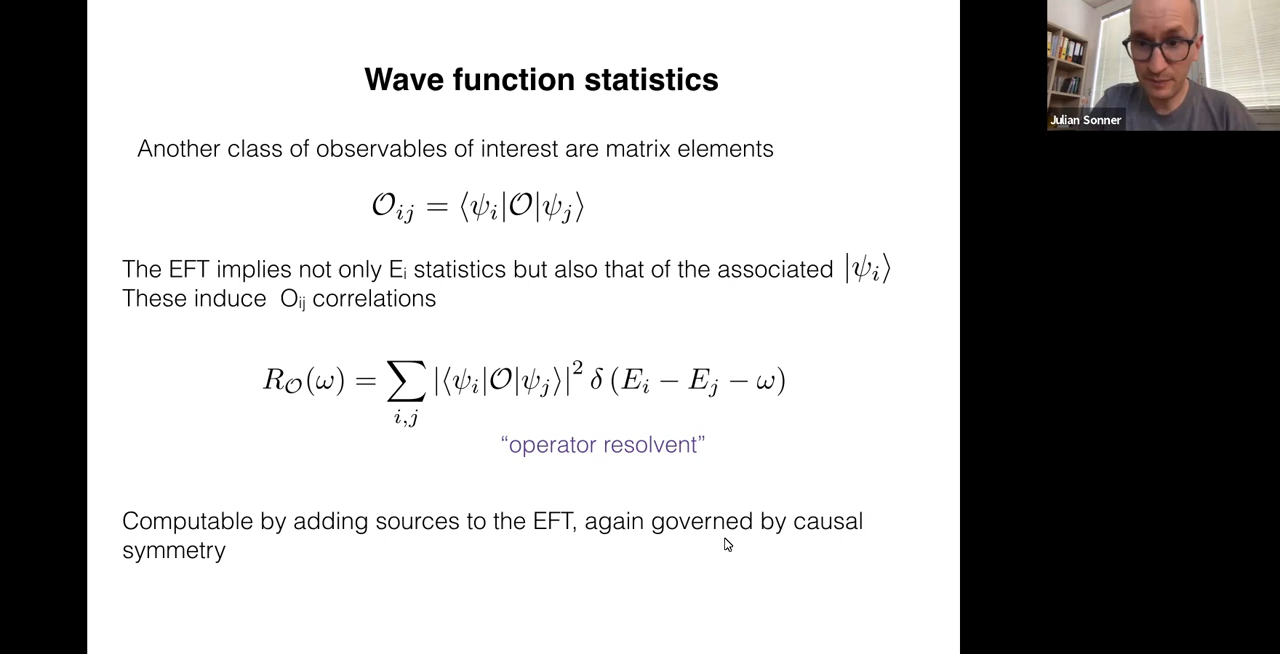 Wave function statistics
Julian Sonner
Another class of observables of interest are matrix elements
𝒪ᵢⱼ = ⟨ψᵢ|𝒪|ψⱼ⟩
The EFT implies not only Eᵢ statistics but also that of the associated |ψᵢ⟩
These induce Oᵢⱼ correlations
R_𝒪(ω) = ∑_{i,j} |⟨ψᵢ|𝒪|ψⱼ⟩|² δ (Eᵢ − Eⱼ − ω)
“operator resolvent”
Computable by adding sources to the EFT, again governed by causal
symmetry